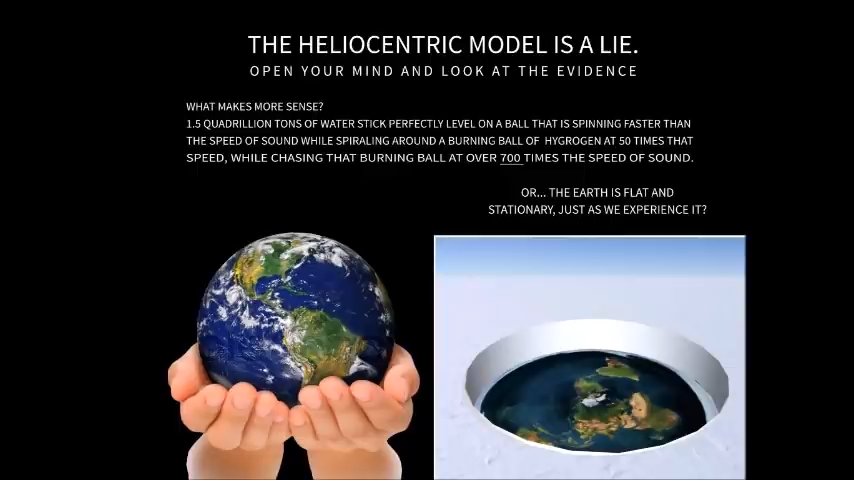 THE HELIOCENTRIC MODEL IS A LIE.
OPEN YOUR MIND AND LOOK AT THE EVIDENCE
WHAT MAKES MORE SENSE?
1.5 QUADRILLION TONS OF WATER STICK PERFECTLY LEVEL ON A BALL THAT IS SPINNING FASTER THAN
THE SPEED OF SOUND WHILE SPIRALING AROUND A BURNING BALL OF HYGROGEN AT 50 TIMES THAT
SPEED, WHILE CHASING THAT BURNING BALL AT OVER 700 TIMES THE SPEED OF SOUND.
OR... THE EARTH IS FLAT AND
STATIONARY, JUST AS WE EXPERIENCE IT?